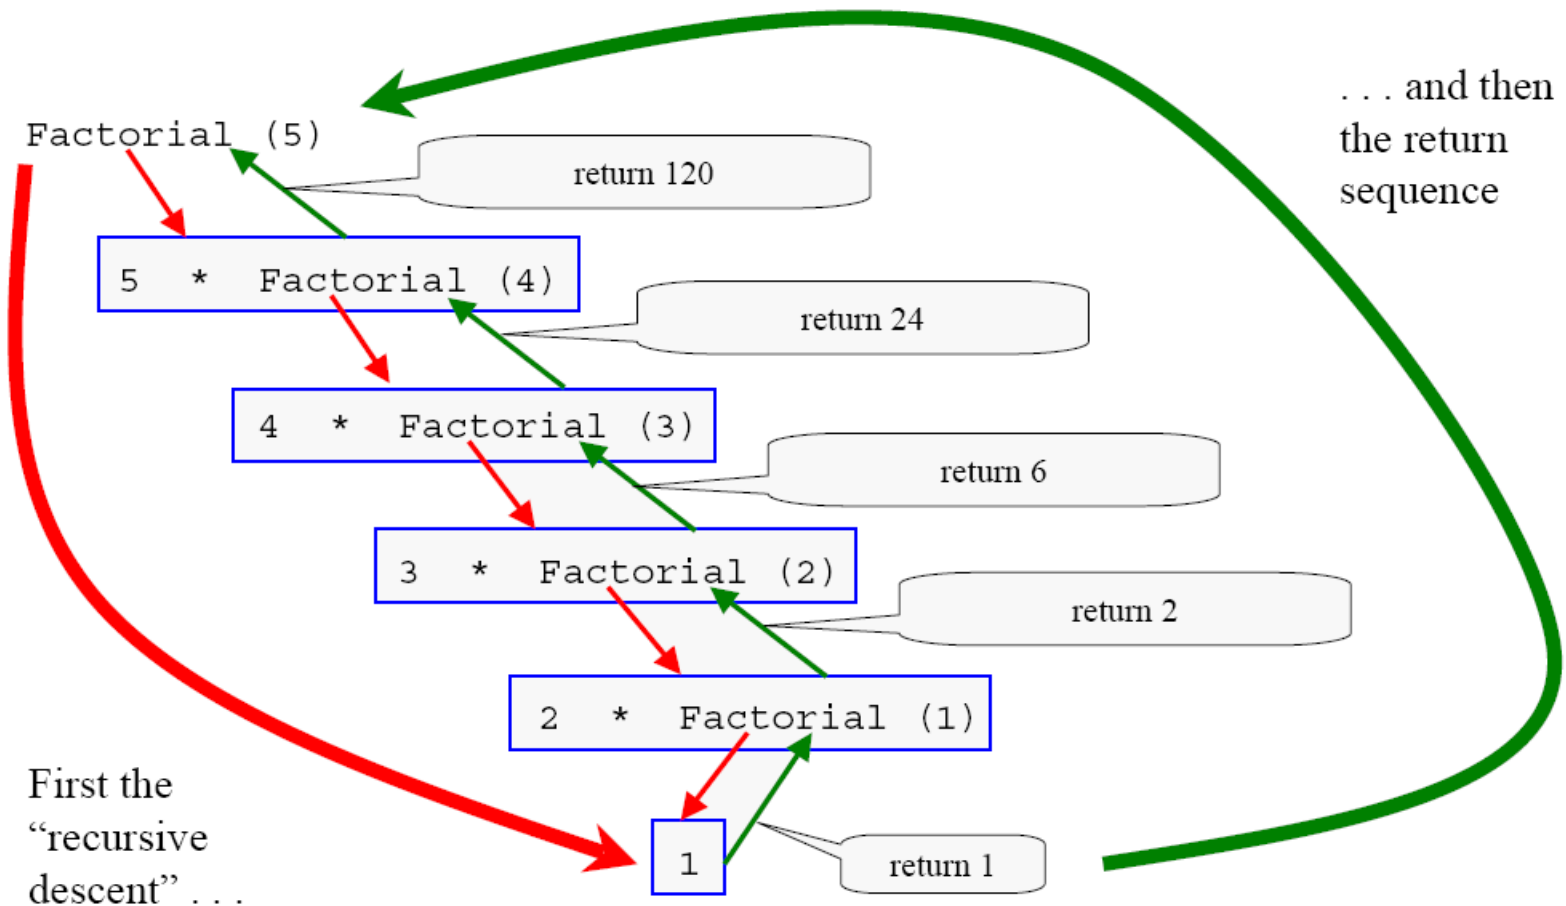 . . . and then
the return
sequence
Factorial (5)
return 120
5 * Factorial (4)
return 24
4 * Factorial (3)
return 6
3 * Factorial (2)
return 2
2 * Factorial (1)
First the
“recursive
descent” . . .
1
return 1